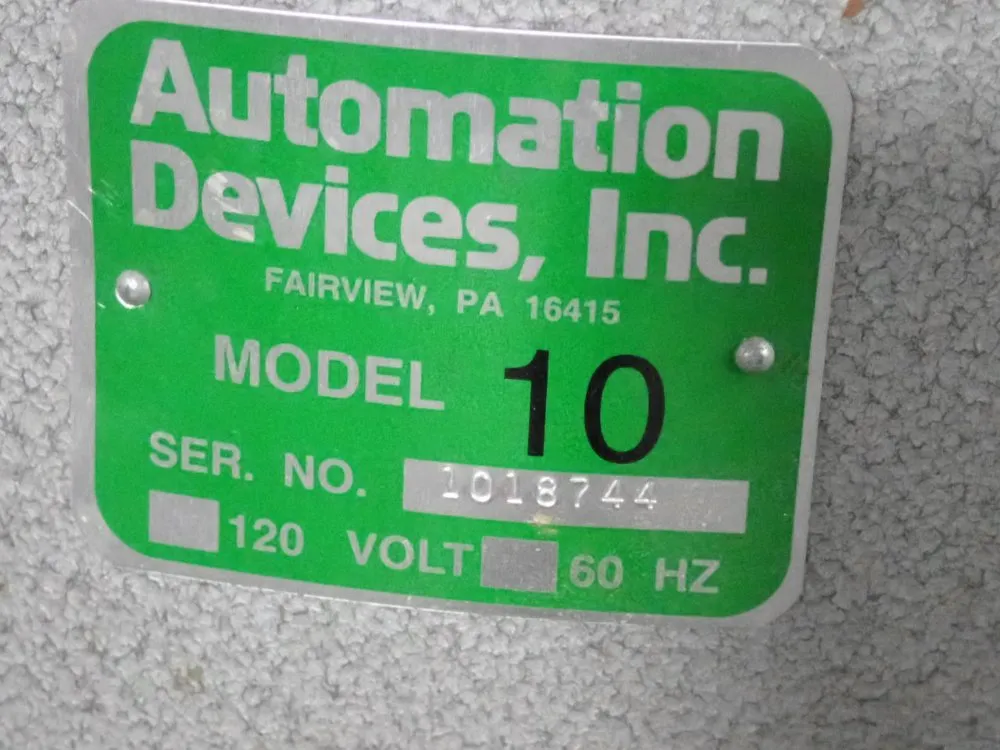 Automation
Devices, Inc.
FAIRVIEW, PA 16415
MODEL 10
SER. NO. 1018744
120 VOLT 60 HZ